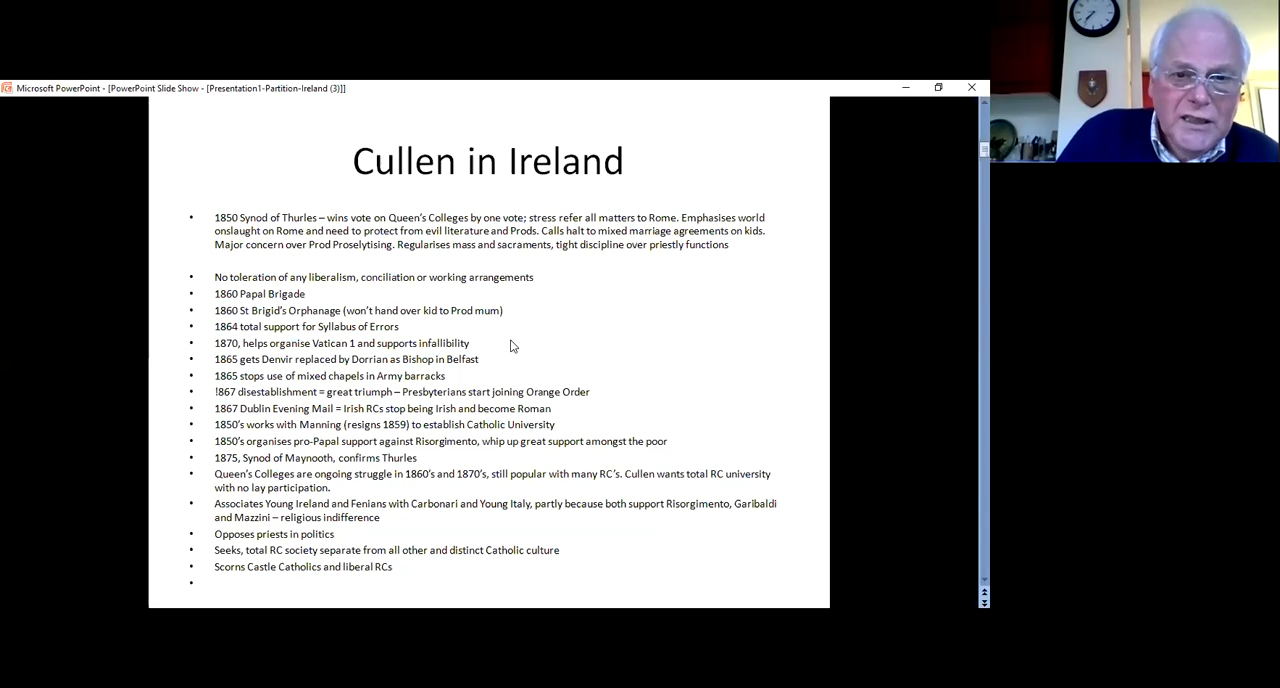 Microsoft PowerPoint - [PowerPoint Slide Show - [Presentation1-Partition-Ireland (3)]]
Cullen in Ireland
• 1850 Synod of Thurles – wins vote on Queen's Colleges by one vote; stress refer all matters to Rome. Emphasises world
onslaught on Rome and need to protect from evil literature and Prods. Calls halt to mixed marriage agreements on kids.
Major concern over Prod Proselytising. Regularises mass and sacraments, tight discipline over priestly functions
• No toleration of any liberalism, conciliation or working arrangements
• 1860 Papal Brigade
• 1860 St Brigid's Orphanage (won't hand over kid to Prod mum)
• 1864 total support for Syllabus of Errors
• 1870, helps organise Vatican 1 and supports infallibility
• 1865 gets Denvir replaced by Dorrian as Bishop in Belfast
• 1865 stops use of mixed chapels in Army barracks
• !867 disestablishment = great triumph – Presbyterians start joining Orange Order
• 1867 Dublin Evening Mail = Irish RCs stop being Irish and become Roman
• 1850's works with Manning (resigns 1859) to establish Catholic University
• 1850's organises pro-Papal support against Risorgimento, whip up great support amongst the poor
• 1875, Synod of Maynooth, confirms Thurles
• Queen's Colleges are ongoing struggle in 1860's and 1870's, still popular with many RC's. Cullen wants total RC university
with no lay participation.
• Associates Young Ireland and Fenians with Carbonari and Young Italy, partly because both support Risorgimento, Garibaldi
and Mazzini – religious indifference
• Opposes priests in politics
• Seeks, total RC society separate from all other and distinct Catholic culture
• Scorns Castle Catholics and liberal RCs
•